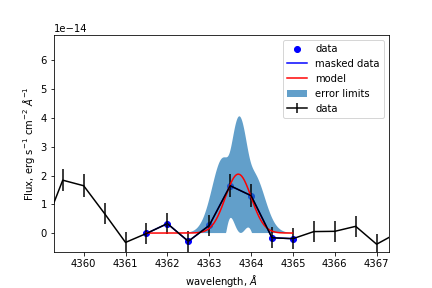 1e−14
Flux, erg s⁻¹ cm⁻² Å⁻¹
6
5
4
3
2
1
0
data
masked data
model
error limits
data
4360 4361 4362 4363 4364 4365 4366 4367
wavelength, Å